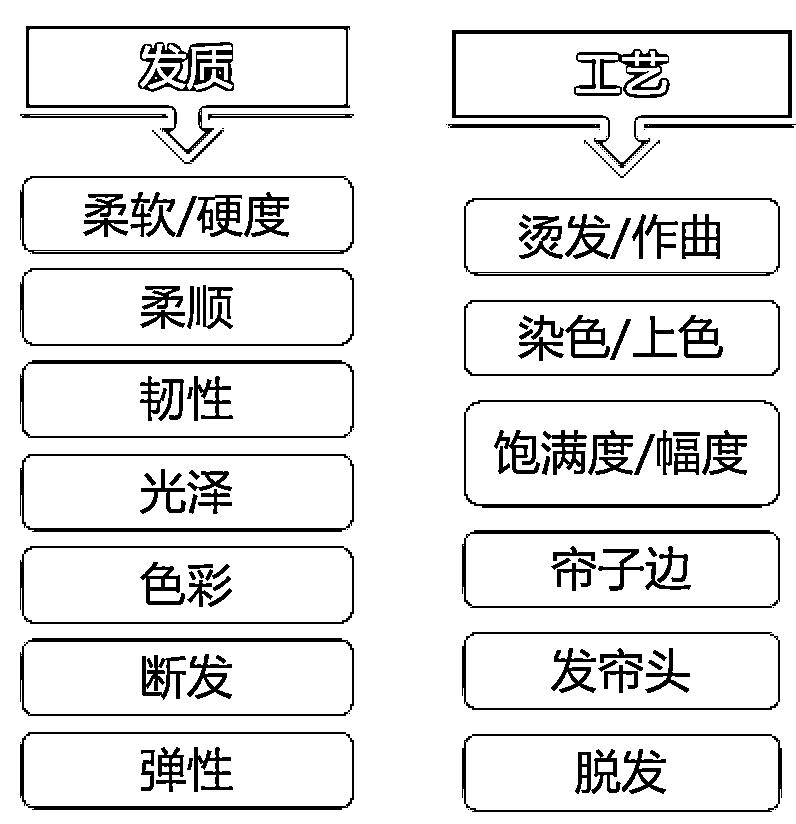 发质
柔软/硬度
柔顺
韧性
光泽
色彩
断发
弹性
工艺
烫发/作曲
染色/上色
饱满度/幅度
帘子边
发帘头
脱发